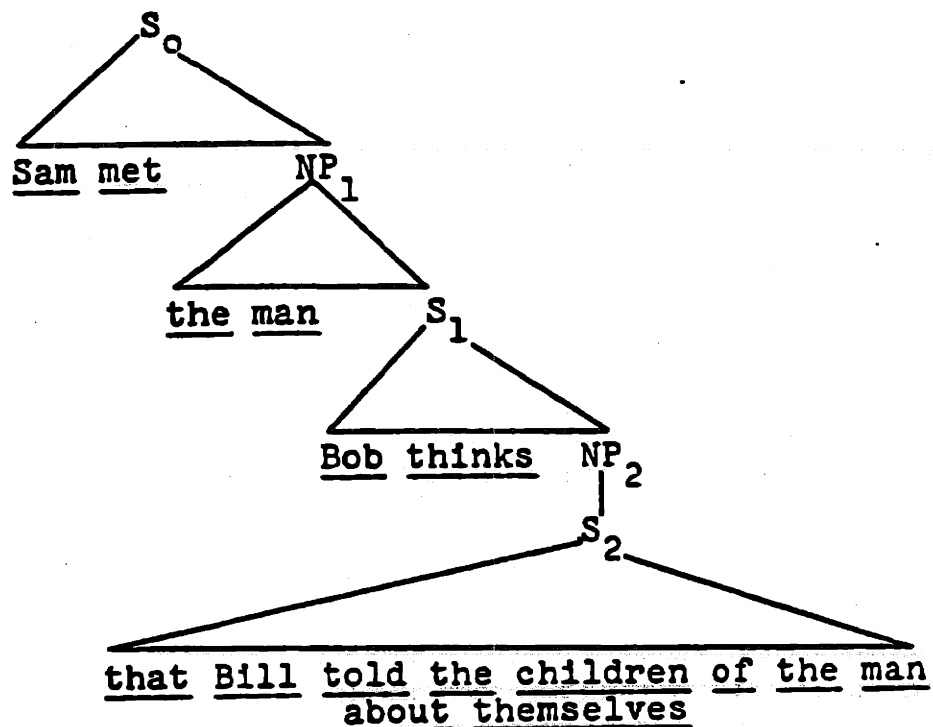 S₀
Sam met NP₁
the man S₁
Bob thinks NP₂
S₂
that Bill told the children of the man
about themselves